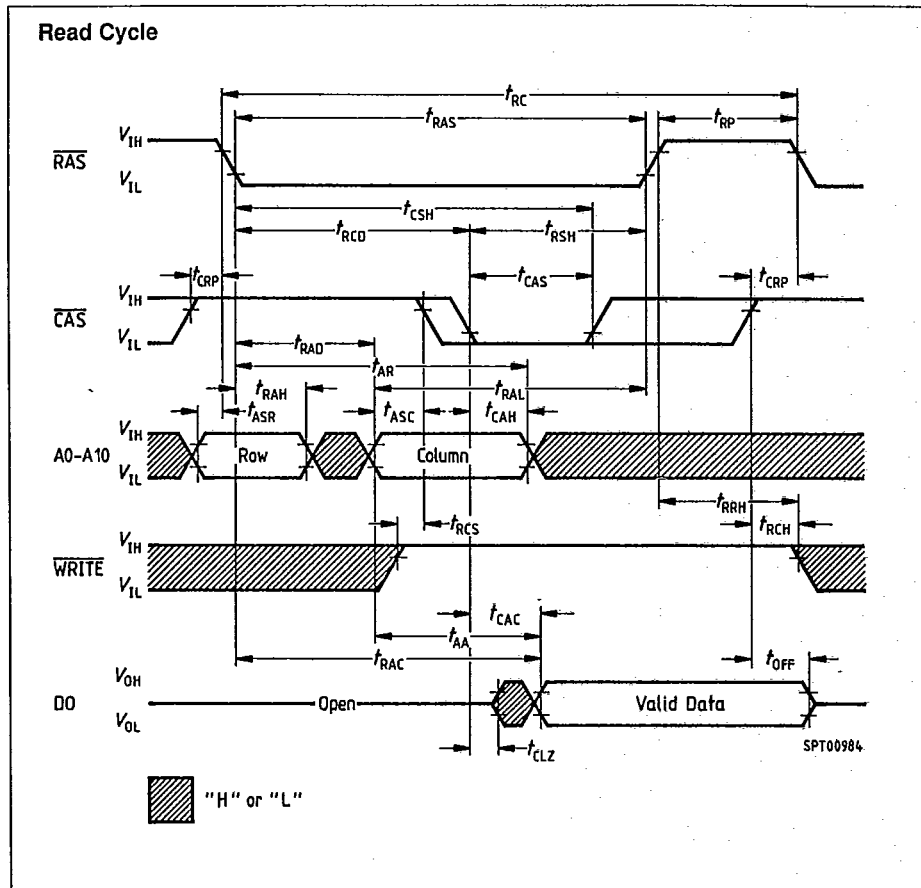 Read Cycle
tRC
tRAS
tRP
RAS
VIH
VIL
tCSH
tRCD
tRSH
tCRP
tCAS
tCRP
CAS
VIH
VIL
tRAD
tAR
tRAH
tRAL
tASR
tASC
tCAH
A0-A10
VIH
VIL
Row
Column
tRRH
tRCS
tRCH
WRITE
VIH
VIL
tCAC
tAA
tRAC
tOFF
DO
VOH
VOL
Open
Valid Data
tCLZ
SPT00984
"H" or "L"